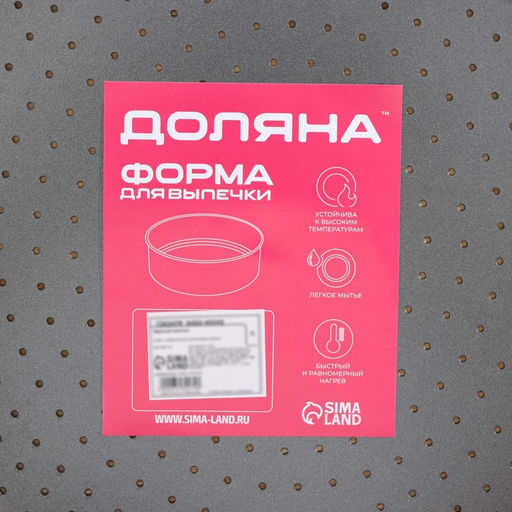 ДОЛЯНА™
ФОРМА
ДЛЯ ВЫПЕЧКИ
УСТОЙЧИВА
К ВЫСОКИМ
ТЕМПЕРАТУРАМ
ЛЕГКОЕ МЫТЬЕ
БЫСТРЫЙ
И РАВНОМЕРНЫЙ
НАГРЕВ
SIMA
LAND
WWW.SIMA-LAND.RU
SIMA
LAND